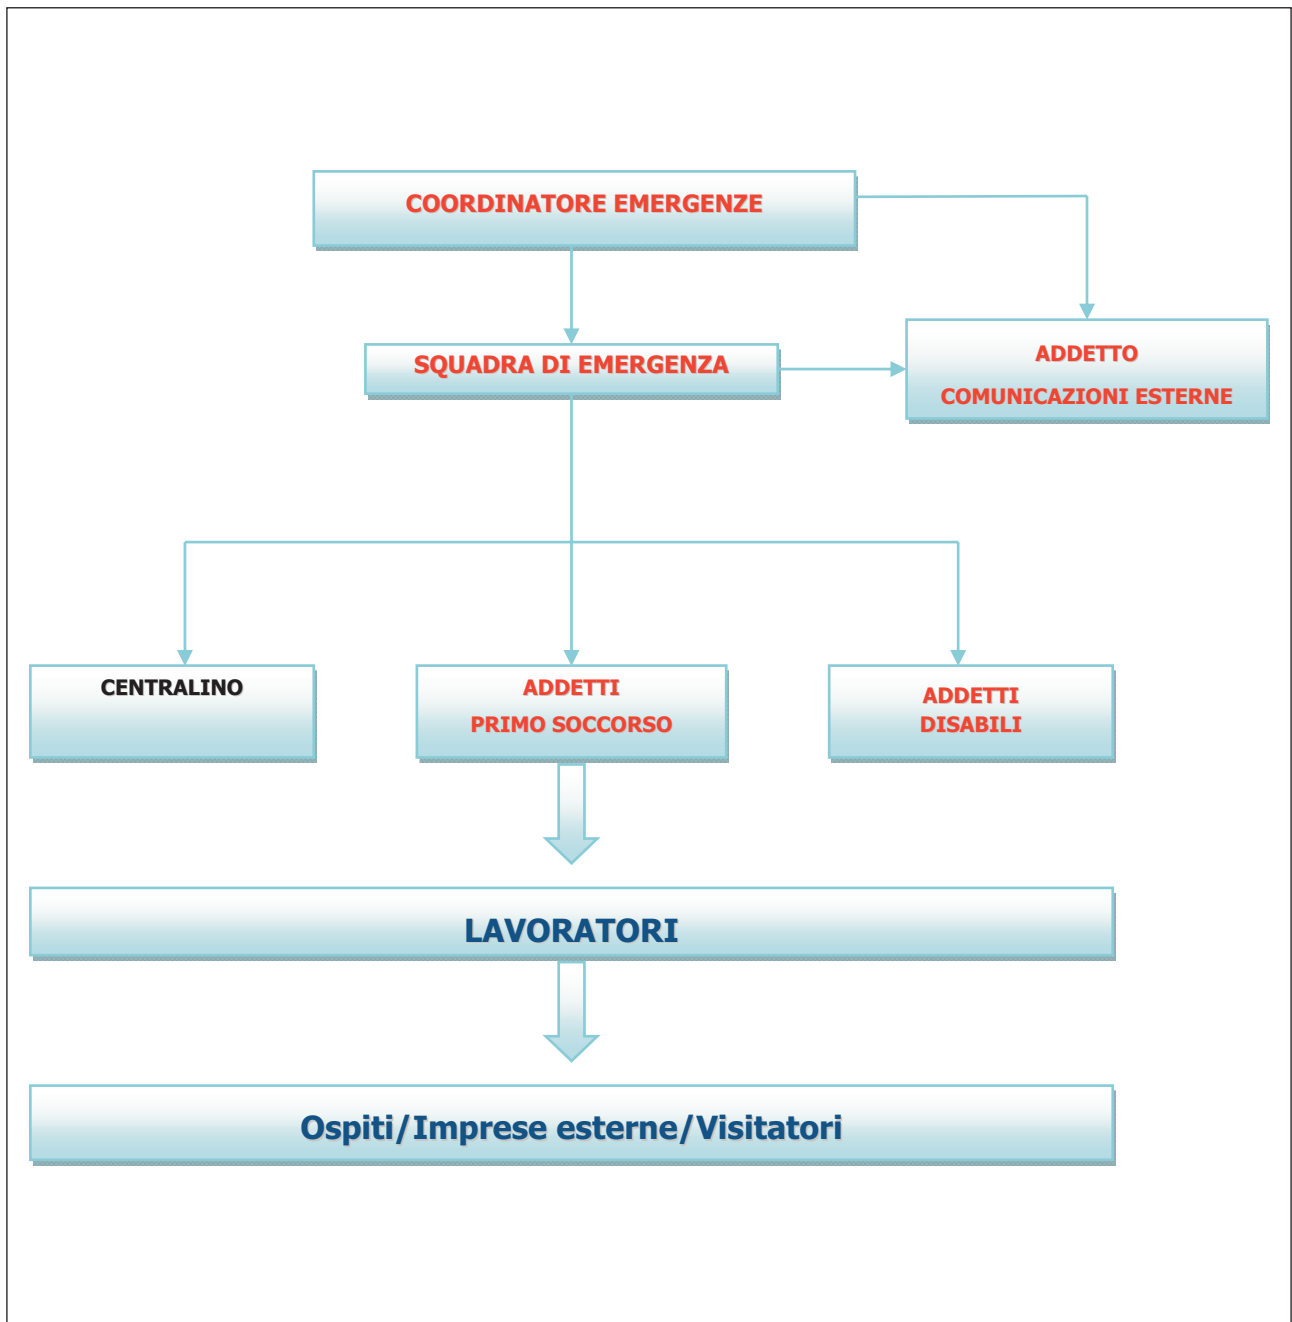 COORDINATORE EMERGENZE
SQUADRA DI EMERGENZA
ADDETTO
COMUNICAZIONI ESTERNE
CENTRALINO
ADDETTI
PRIMO SOCCORSO
ADDETTI
DISABILI
LAVORATORI
Ospiti/Imprese esterne/Visitatori